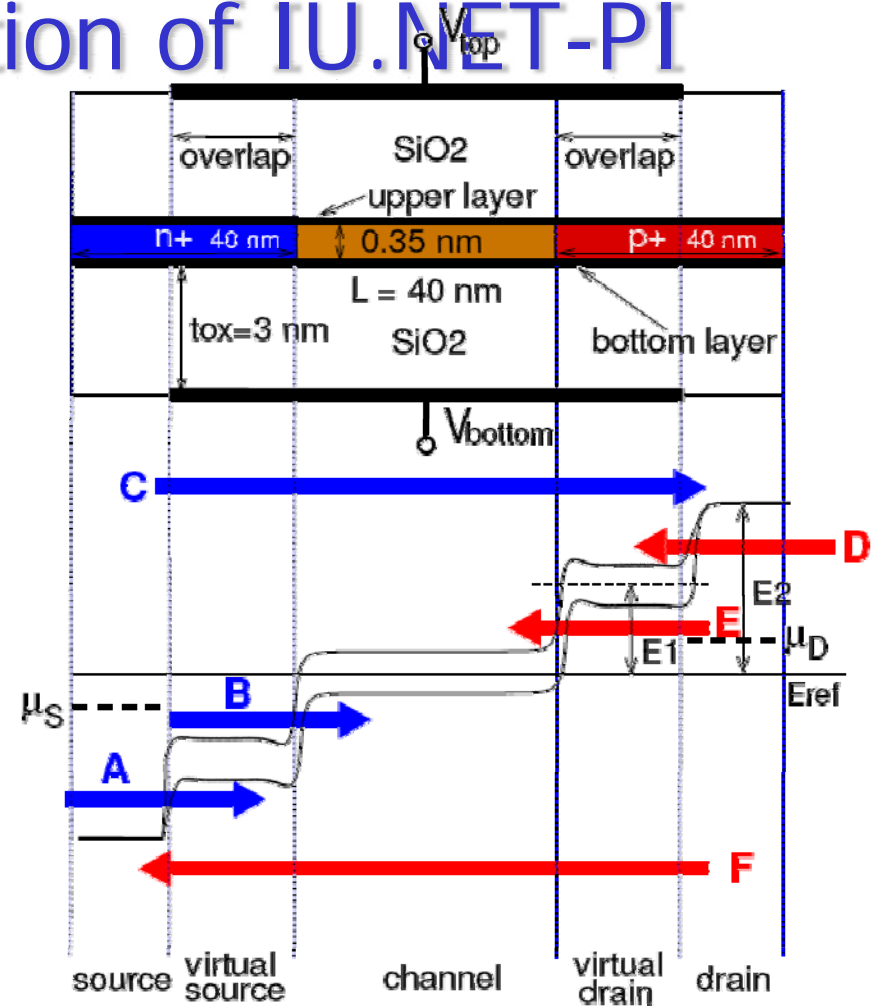 tion of IU.NET-PI
Vtop
overlap
SiO2
overlap
upper layer
n+ 40 nm
0.35 nm
p+ 40 nm
L = 40 nm
tox=3 nm
SiO2
bottom layer
Vbottom
C
D
E2
E
E1
μD
Eref
μS
B
A
F
source
virtual source
channel
virtual drain
drain